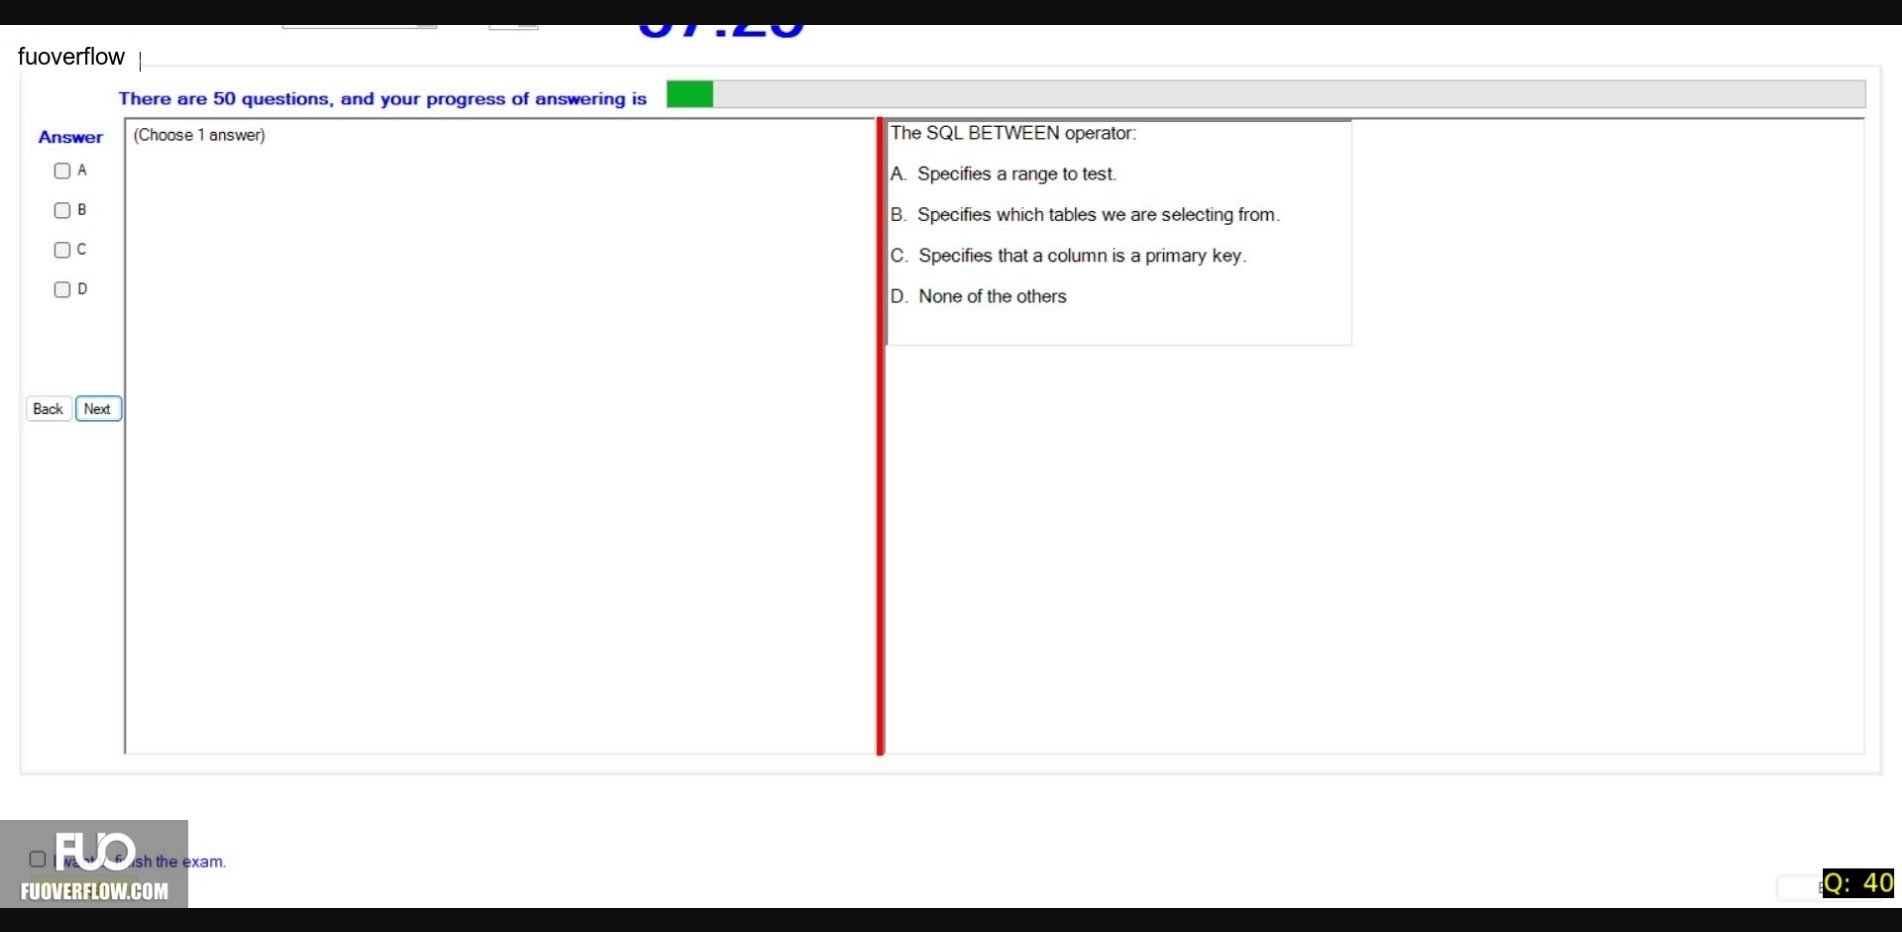 fuoverflow
There are 50 questions, and your progress of answering is
Answer
(Choose 1 answer)
A
B
C
D
Back Next
The SQL BETWEEN operator:
A. Specifies a range to test.
B. Specifies which tables we are selecting from.
C. Specifies that a column is a primary key.
D. None of the others
FUO
the exam.
FUOVERFLOW.COM
Q: 40